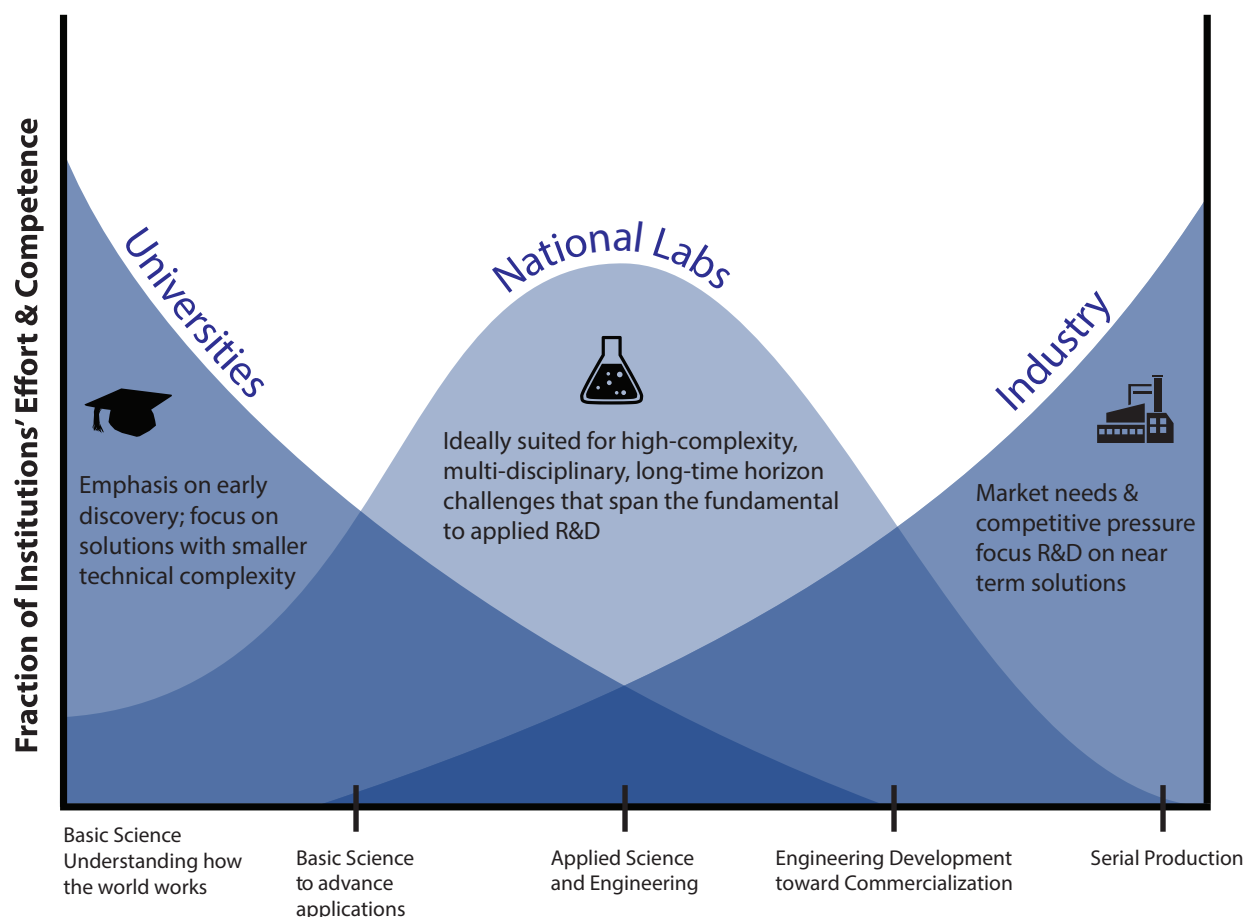 Fraction of Institutions' Effort & Competence
Universities
National Labs
Industry
Emphasis on early
discovery; focus on
solutions with smaller
technical complexity
Ideally suited for high-complexity,
multi-disciplinary, long-time horizon
challenges that span the fundamental
to applied R&D
Market needs &
competitive pressure
focus R&D on near
term solutions
Basic Science
Understanding how
the world works
Basic Science
to advance
applications
Applied Science
and Engineering
Engineering Development
toward Commercialization
Serial Production